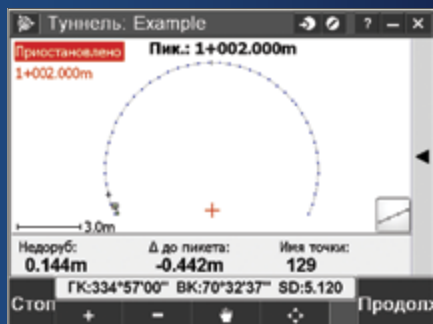 Туннель: Example
?
Приостановлено
Пик.: 1+002.000m
1+002.000m
3.0m
Недоруб: Δ до пикета: Имя точки:
0.144m -0.442m 129
ГК:334°57'00" ВК:70°32'37" SD:5.120
Стоп + - Продолж